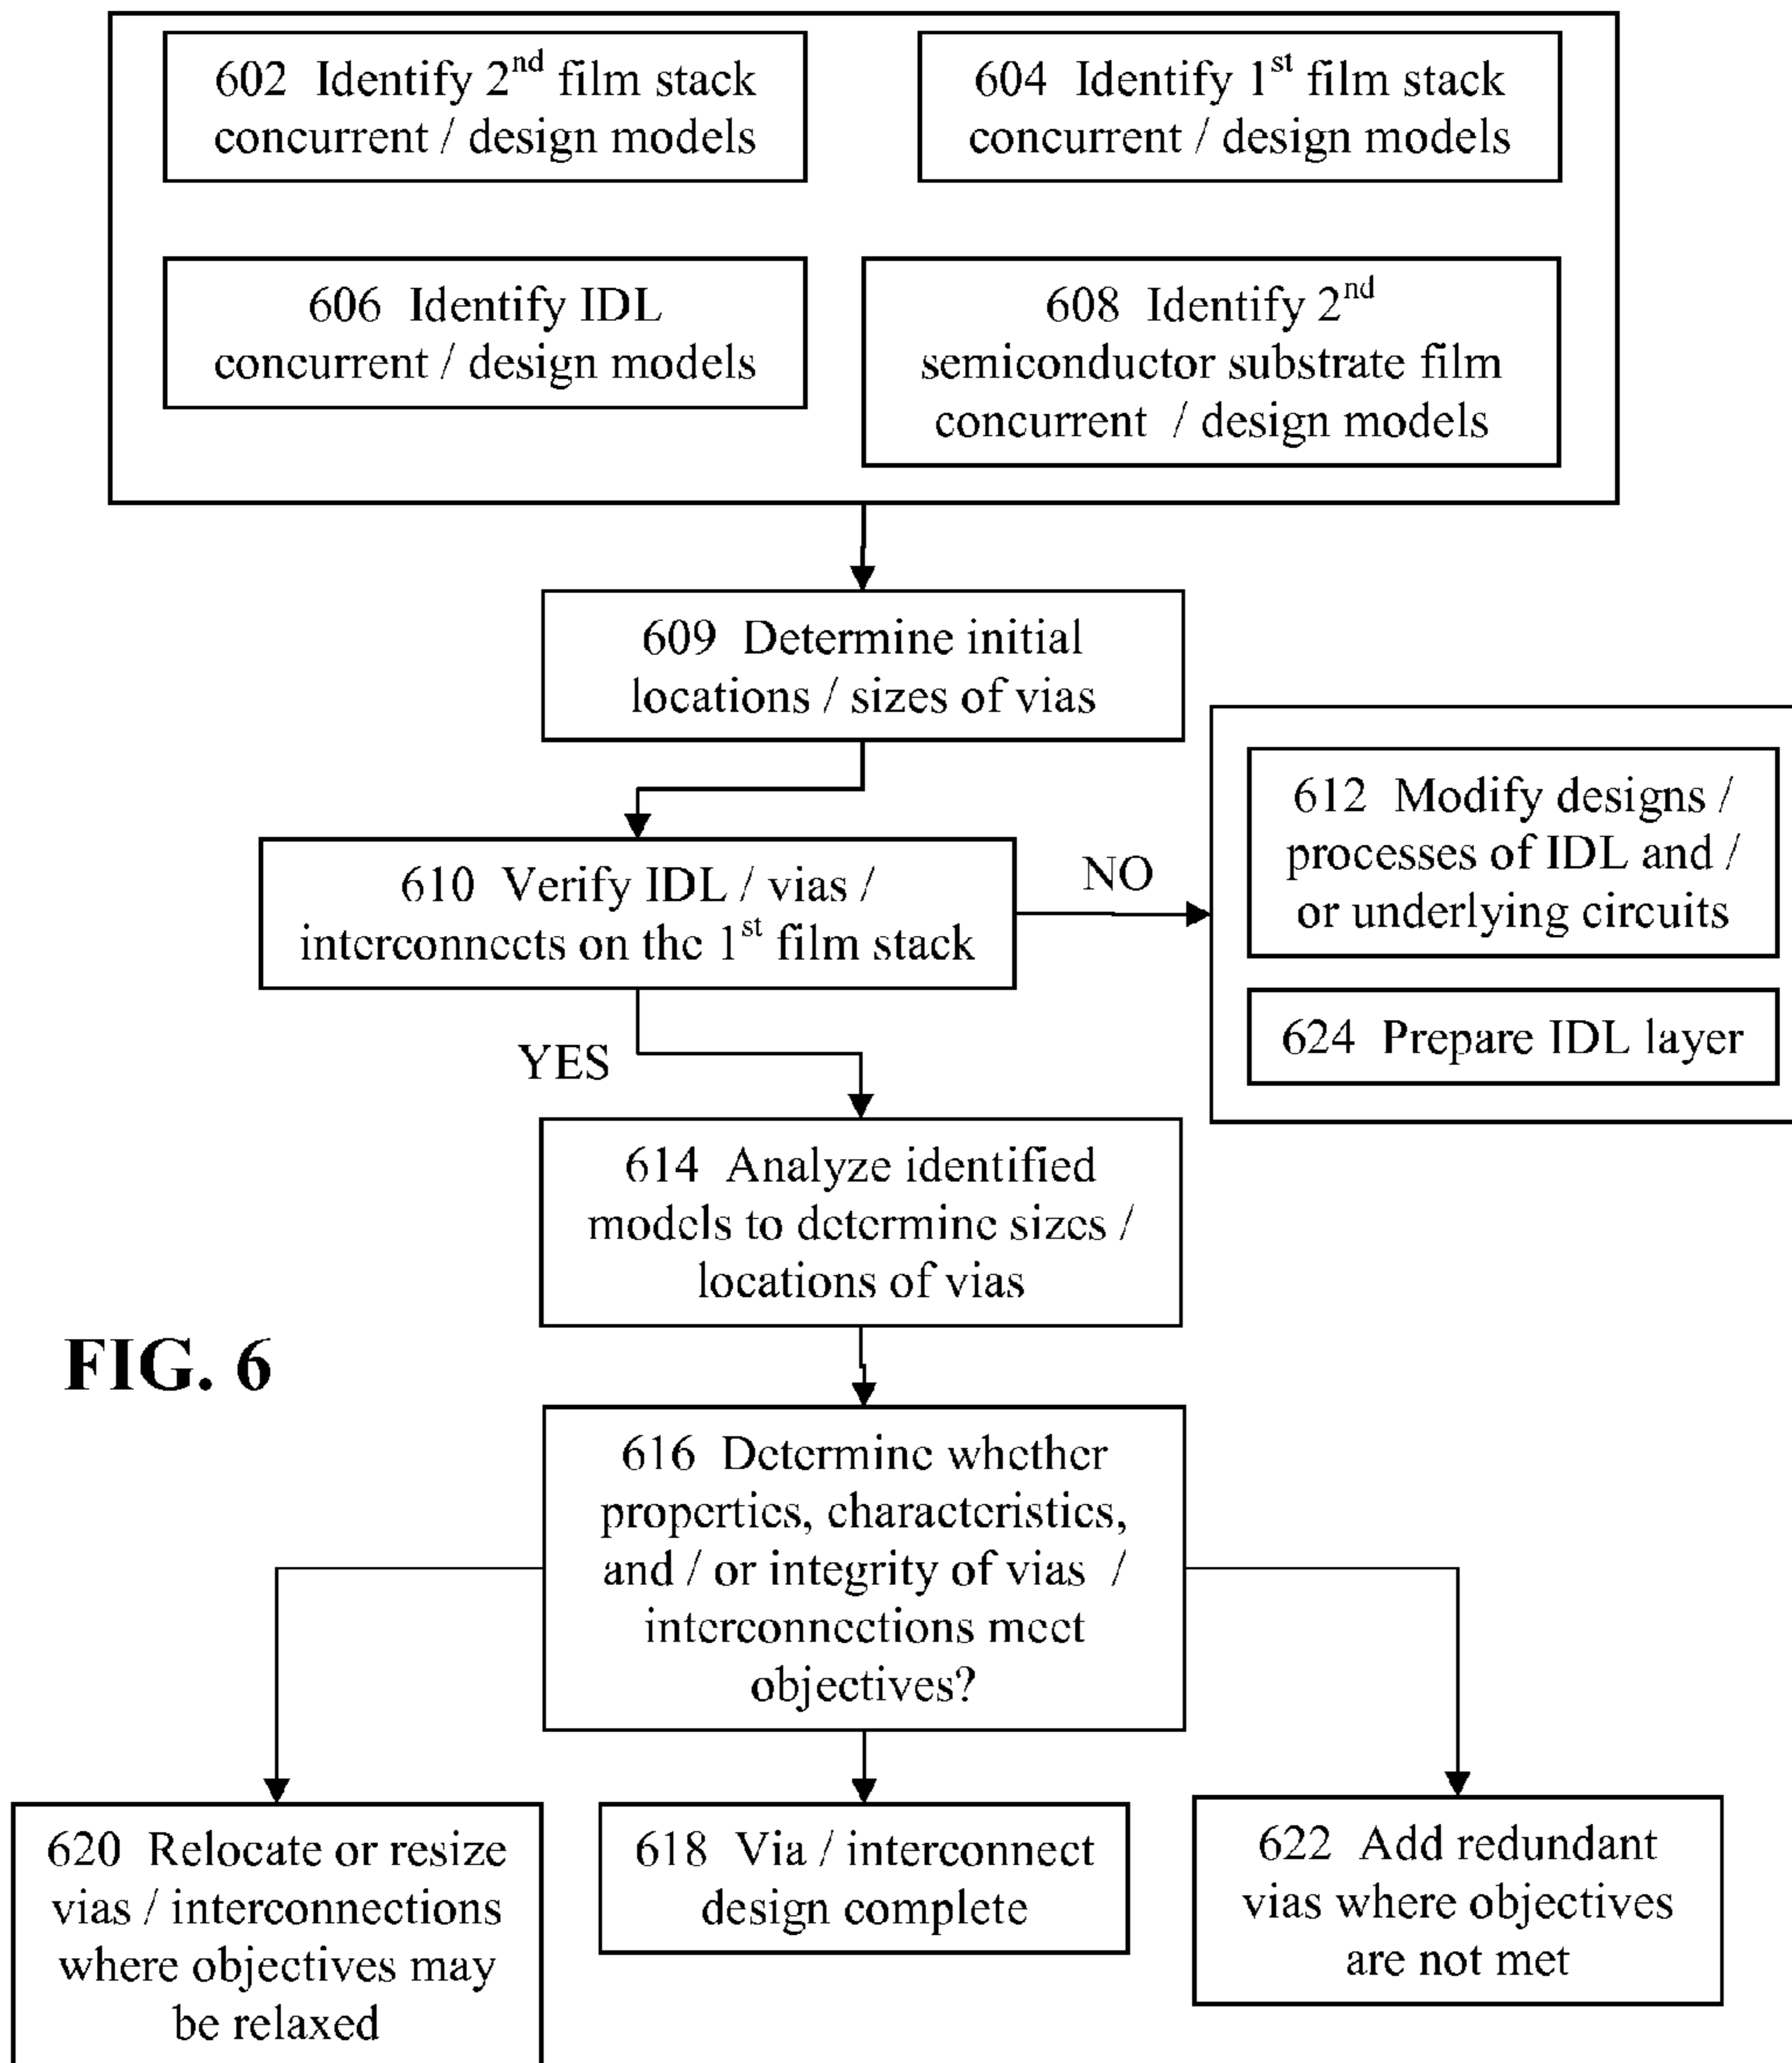 602 Identify 2nd film stack
concurrent / design models
604 Identify 1st film stack
concurrent / design models
606 Identify IDL
concurrent / design models
608 Identify 2nd
semiconductor substrate film
concurrent / design models
609 Determine initial
locations / sizes of vias
610 Verify IDL / vias /
interconnects on the 1st film stack
NO
612 Modify designs /
processes of IDL and /
or underlying circuits
624 Prepare IDL layer
YES
614 Analyze identified
models to determine sizes /
locations of vias
FIG. 6
616 Determine whether
properties, characteristics,
and / or integrity of vias /
interconnections meet
objectives?
620 Relocate or resize
vias / interconnections
where objectives may
be relaxed
618 Via / interconnect
design complete
622 Add redundant
vias where objectives
are not met